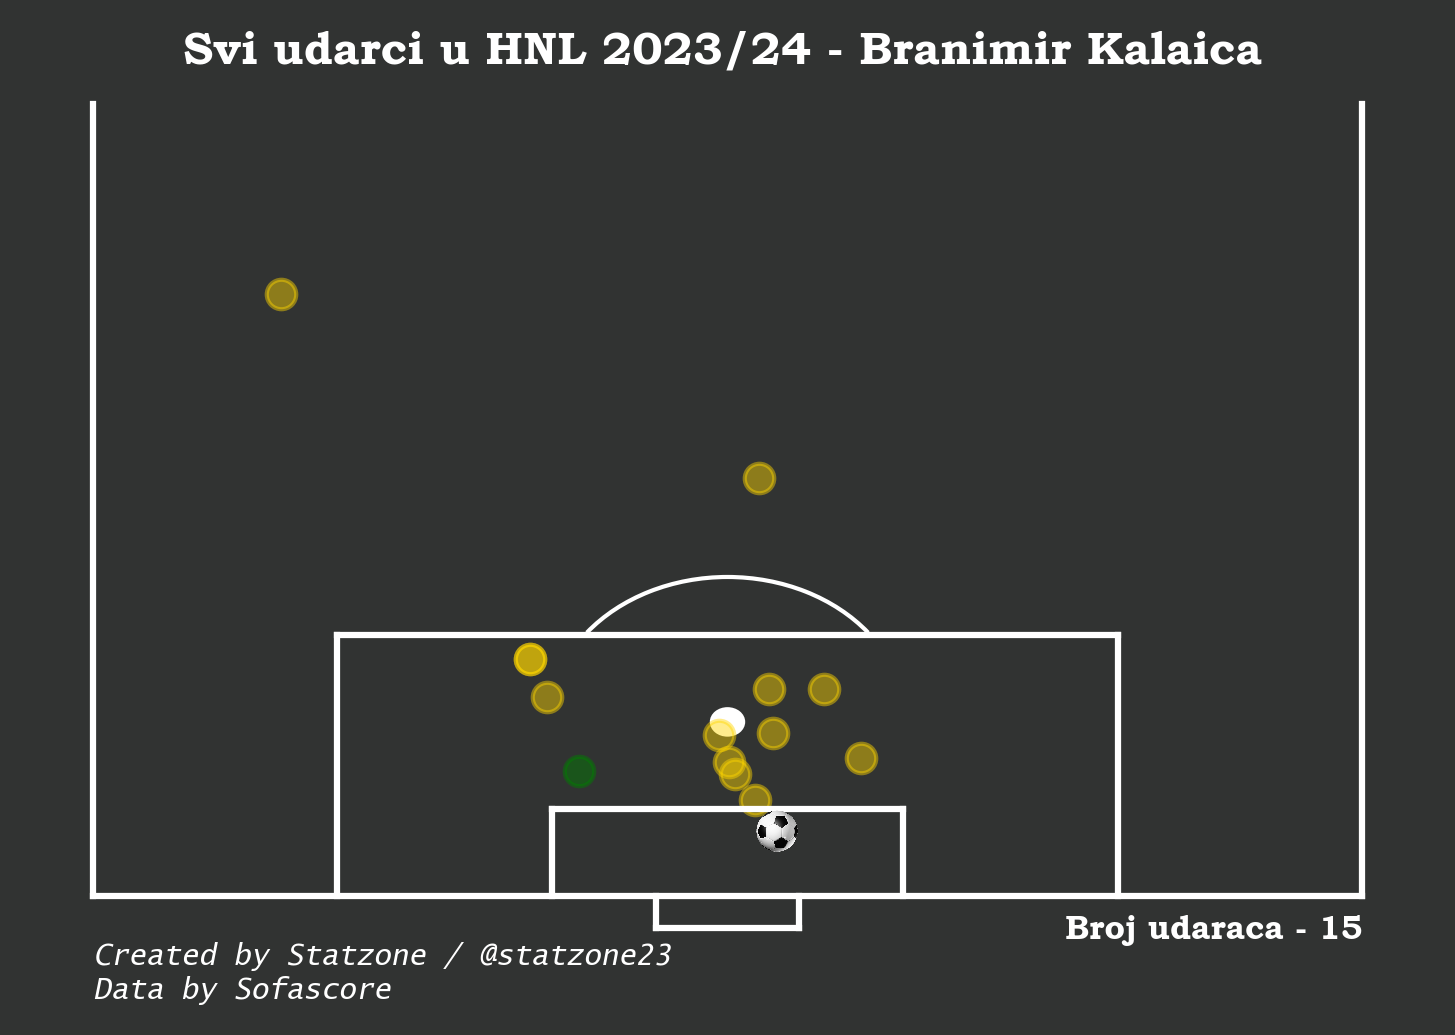 Svi udarci u HNL 2023/24 - Branimir Kalaica
Broj udaraca - 15
Created by Statzone / @statzone23
Data by Sofascore